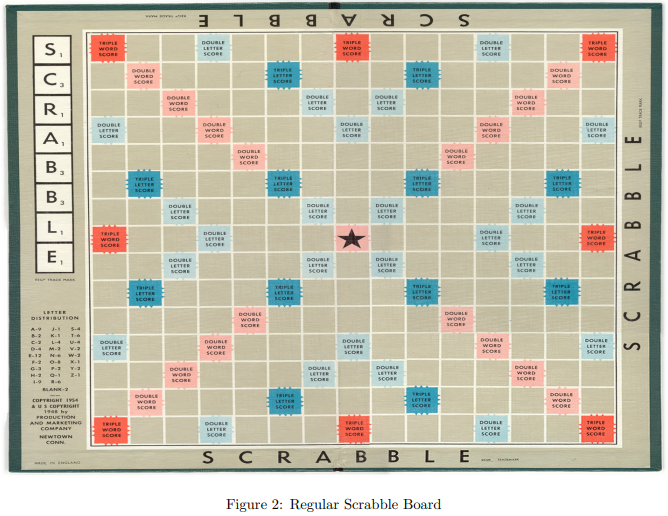 SCRABBLE
S1
C3
R1
A1
B3
B3
L1
E1
REG'D TRADE MARK
LETTER
DISTRIBUTION
A-9 J-1 S-4
B-2 K-1 T-6
C-2 L-4 U-4
D-4 M-2 V-2
E-12 N-6 W-2
F-2 O-8 X-1
G-3 P-2 Y-2
H-2 Q-1 Z-1
I-9 R-6
BLANK-2
COPYRIGHT 1954
& U S COPYRIGHT
1948 by
PRODUCTION
AND MARKETING
COMPANY
NEWTOWN
CONN.
MADE IN ENGLAND
TRIPLE DOUBLE TRIPLE DOUBLE TRIPLE
WORD LETTER WORD LETTER WORD
SCORE SCORE SCORE SCORE SCORE
DOUBLE TRIPLE TRIPLE DOUBLE
WORD LETTER LETTER WORD
SCORE SCORE SCORE SCORE
DOUBLE DOUBLE DOUBLE DOUBLE
WORD LETTER LETTER WORD
SCORE SCORE SCORE SCORE
DOUBLE DOUBLE DOUBLE DOUBLE DOUBLE
LETTER WORD LETTER WORD LETTER
SCORE SCORE SCORE SCORE SCORE
DOUBLE DOUBLE
WORD WORD
SCORE SCORE
TRIPLE TRIPLE TRIPLE TRIPLE
LETTER LETTER LETTER LETTER
SCORE SCORE SCORE SCORE
DOUBLE DOUBLE DOUBLE DOUBLE
LETTER LETTER LETTER LETTER
SCORE SCORE SCORE SCORE
TRIPLE DOUBLE DOUBLE TRIPLE
WORD LETTER LETTER WORD
SCORE SCORE SCORE SCORE
DOUBLE DOUBLE DOUBLE DOUBLE
LETTER LETTER LETTER LETTER
SCORE SCORE SCORE SCORE
TRIPLE TRIPLE TRIPLE TRIPLE
LETTER LETTER LETTER LETTER
SCORE SCORE SCORE SCORE
DOUBLE DOUBLE
WORD WORD
SCORE SCORE
DOUBLE DOUBLE DOUBLE DOUBLE DOUBLE
LETTER WORD LETTER WORD LETTER
SCORE SCORE SCORE SCORE SCORE
DOUBLE DOUBLE DOUBLE DOUBLE
WORD LETTER LETTER WORD
SCORE SCORE SCORE SCORE
DOUBLE TRIPLE TRIPLE DOUBLE
WORD LETTER LETTER WORD
SCORE SCORE SCORE SCORE
TRIPLE DOUBLE TRIPLE DOUBLE TRIPLE
WORD LETTER WORD LETTER WORD
SCORE SCORE SCORE SCORE SCORE
SCRABBLE
SCRABBLE
Figure 2: Regular Scrabble Board